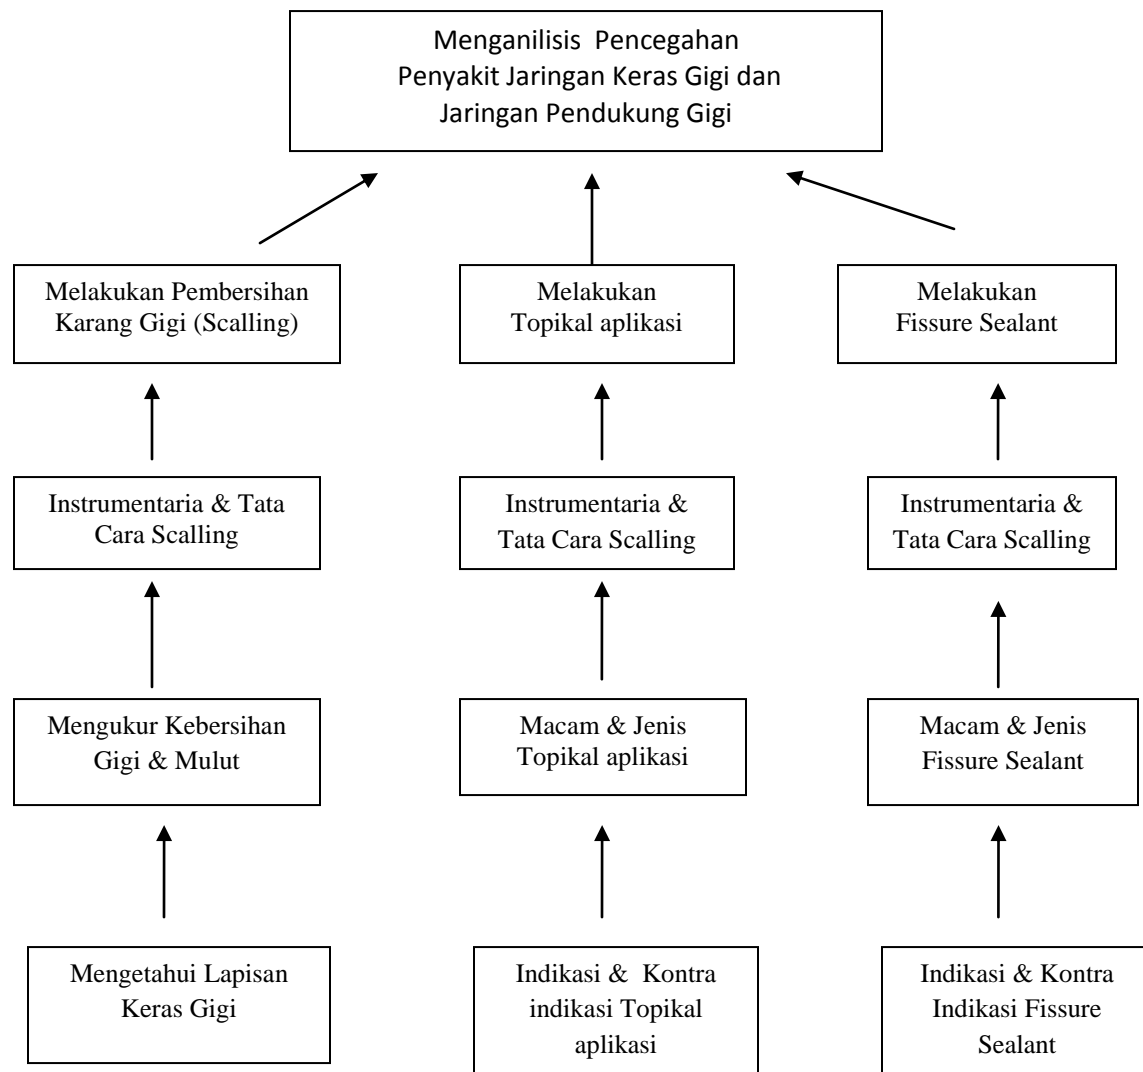 Menganilisis Pencegahan
Penyakit Jaringan Keras Gigi dan
Jaringan Pendukung Gigi
Melakukan Pembersihan
Karang Gigi (Scalling)
Melakukan
Topikal aplikasi
Melakukan
Fissure Sealant
Instrumentaria & Tata
Cara Scalling
Instrumentaria &
Tata Cara Scalling
Instrumentaria &
Tata Cara Scalling
Mengukur Kebersihan
Gigi & Mulut
Macam & Jenis
Topikal aplikasi
Macam & Jenis
Fissure Sealant
Mengetahui Lapisan
Keras Gigi
Indikasi & Kontra
indikasi Topikal
aplikasi
Indikasi & Kontra
Indikasi Fissure
Sealant